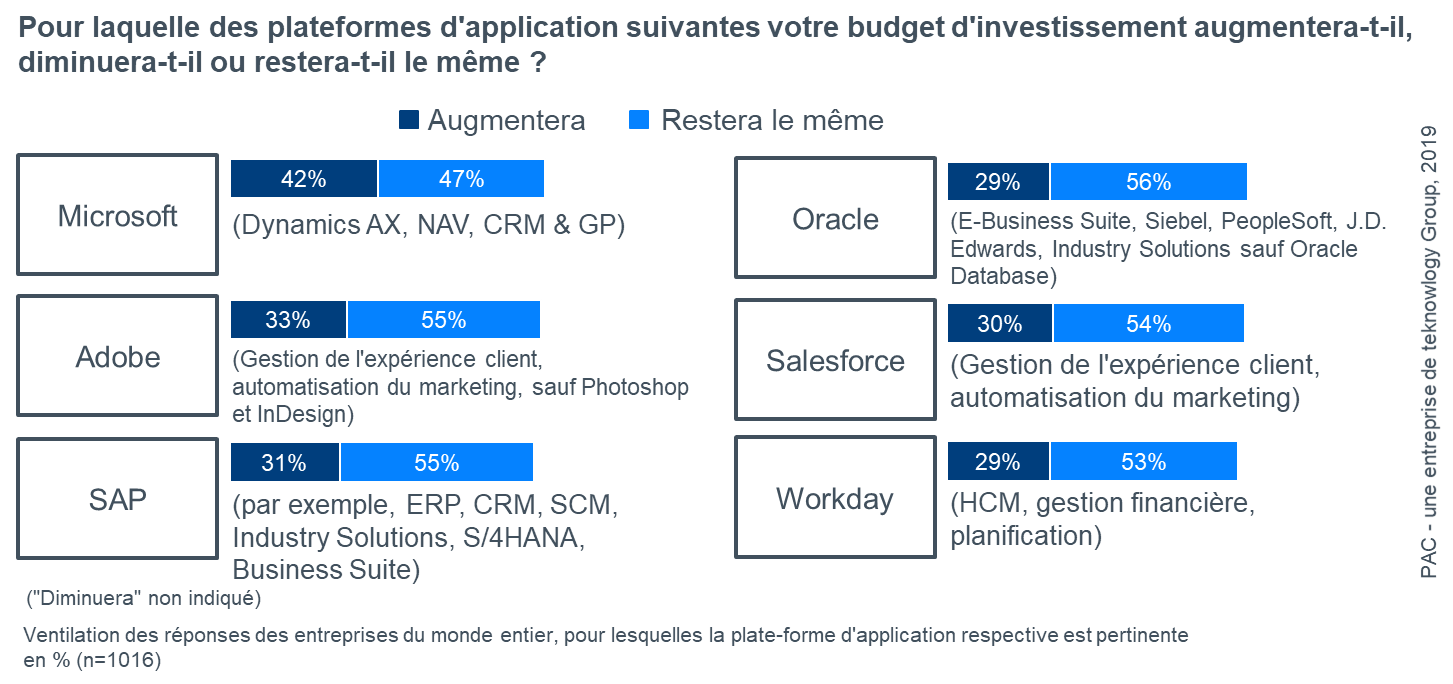 Pour laquelle des plateformes d'application suivantes votre budget d'investissement augmentera-t-il,
diminuera-t-il ou restera-t-il le même ?
Augmentera
Restera le même
Microsoft
42%
47%
(Dynamics AX, NAV, CRM & GP)
Adobe
33%
55%
(Gestion de l'expérience client,
automatisation du marketing, sauf Photoshop
et InDesign)
SAP
31%
55%
(par exemple, ERP, CRM, SCM,
Industry Solutions, S/4HANA,
Business Suite)
Oracle
29%
56%
(E-Business Suite, Siebel, PeopleSoft, J.D.
Edwards, Industry Solutions sauf Oracle
Database)
Salesforce
30%
54%
(Gestion de l'expérience client,
automatisation du marketing)
Workday
29%
53%
(HCM, gestion financière,
planification)
("Diminuera" non indiqué)
Ventilation des réponses des entreprises du monde entier, pour lesquelles la plate-forme d'application respective est pertinente
en % (n=1016)
PAC - une entreprise de teknowlogy Group, 2019